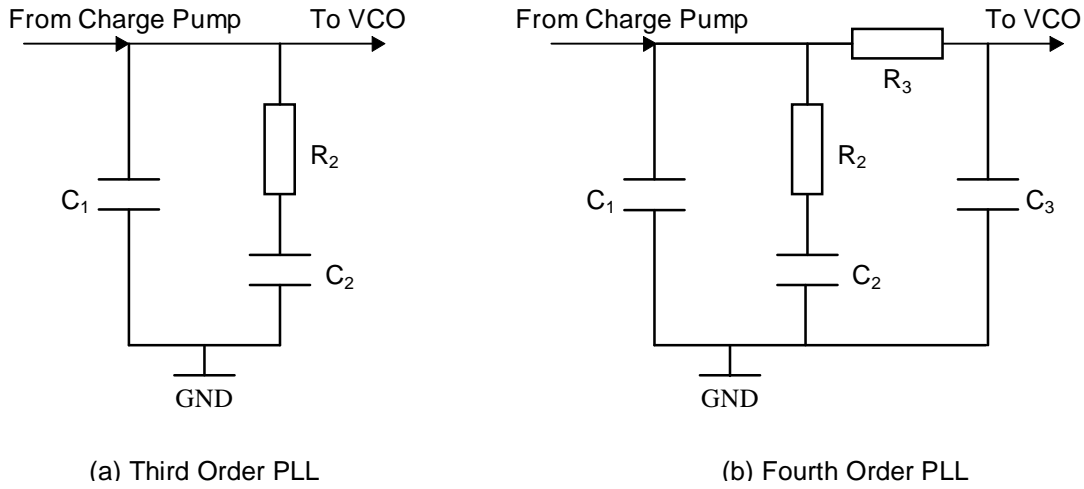 From Charge Pump To VCO
C1
R2
C2
GND
(a) Third Order PLL
From Charge Pump To VCO
R3
C1
R2
C2
C3
GND
(b) Fourth Order PLL